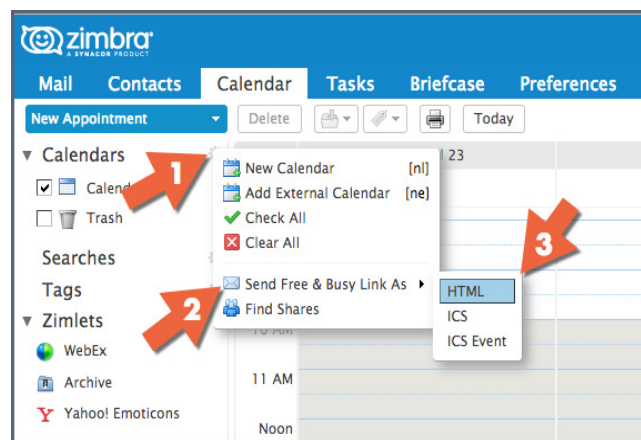 zimbra
A SYNACOR PRODUCT
Mail Contacts Calendar Tasks Briefcase Preferences
New Appointment Delete Today
Calendars
1
23
New Calendar [nl]
Add External Calendar [ne]
Check All
Clear All
Trash
Searches
Tags
Send Free & Busy Link As
2
Find Shares
3
HTML
ICS
ICS Event
Zimlets
WebEx
Archive
Yahoo! Emoticons
10 AM
11 AM
Noon